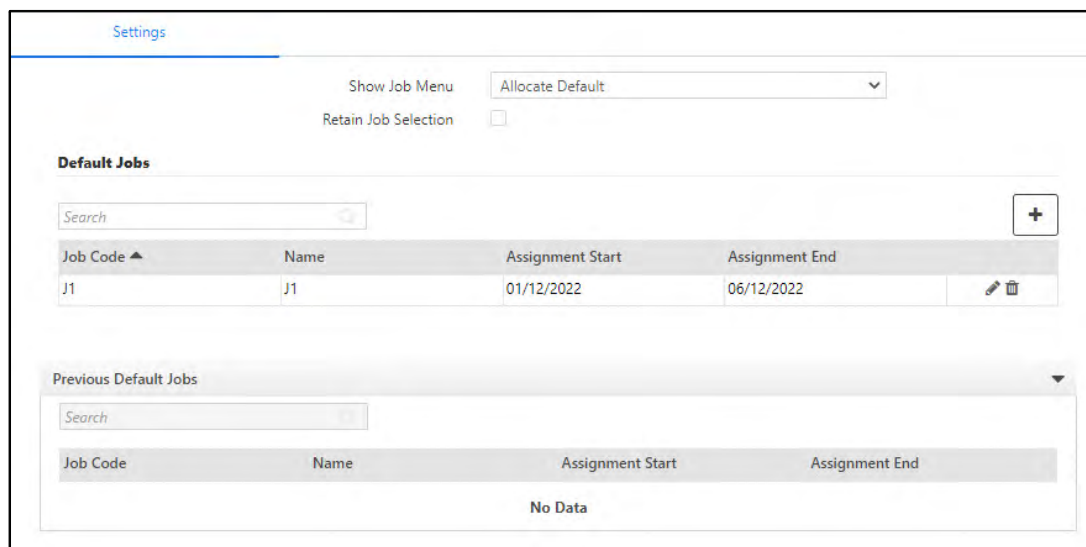 Settings
Show Job Menu Allocate Default
Retain Job Selection
Default Jobs
Search
Job Code Name Assignment Start Assignment End
J1 J1 01/12/2022 06/12/2022
Previous Default Jobs
Search
Job Code Name Assignment Start Assignment End
No Data